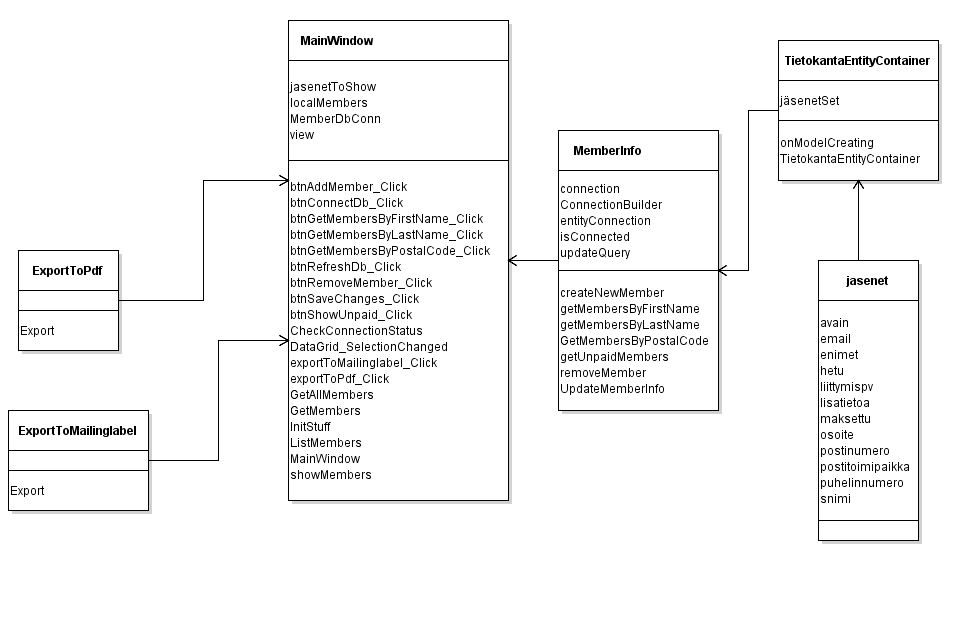 MainWindow
jasenetToShow
localMembers
MemberDbConn
view
btnAddMember_Click
btnConnectDb_Click
btnGetMembersByFirstName_Click
btnGetMembersByLastName_Click
btnGetMembersByPostalCode_Click
btnRefreshDb_Click
btnRemoveMember_Click
btnSaveChanges_Click
btnShowUnpaid_Click
CheckConnectionStatus
DataGrid_SelectionChanged
exportToMailinglabel_Click
exportToPdf_Click
GetAllMembers
GetMembers
InitStuff
ListMembers
MainWindow
showMembers
ExportToPdf
Export
ExportToMailinglabel
Export
MemberInfo
connection
ConnectionBuilder
entityConnection
isConnected
updateQuery
createNewMember
getMembersByFirstName
getMembersByLastName
GetMembersByPostalCode
getUnpaidMembers
removeMember
UpdateMemberInfo
TietokantaEntityContainer
jäsenetSet
onModelCreating
TietokantaEntityContainer
jasenet
avain
email
enimet
hetu
liittymispv
lisatietoa
maksettu
osoite
postinumero
postitoimipaikka
puhelinnumero
snimi